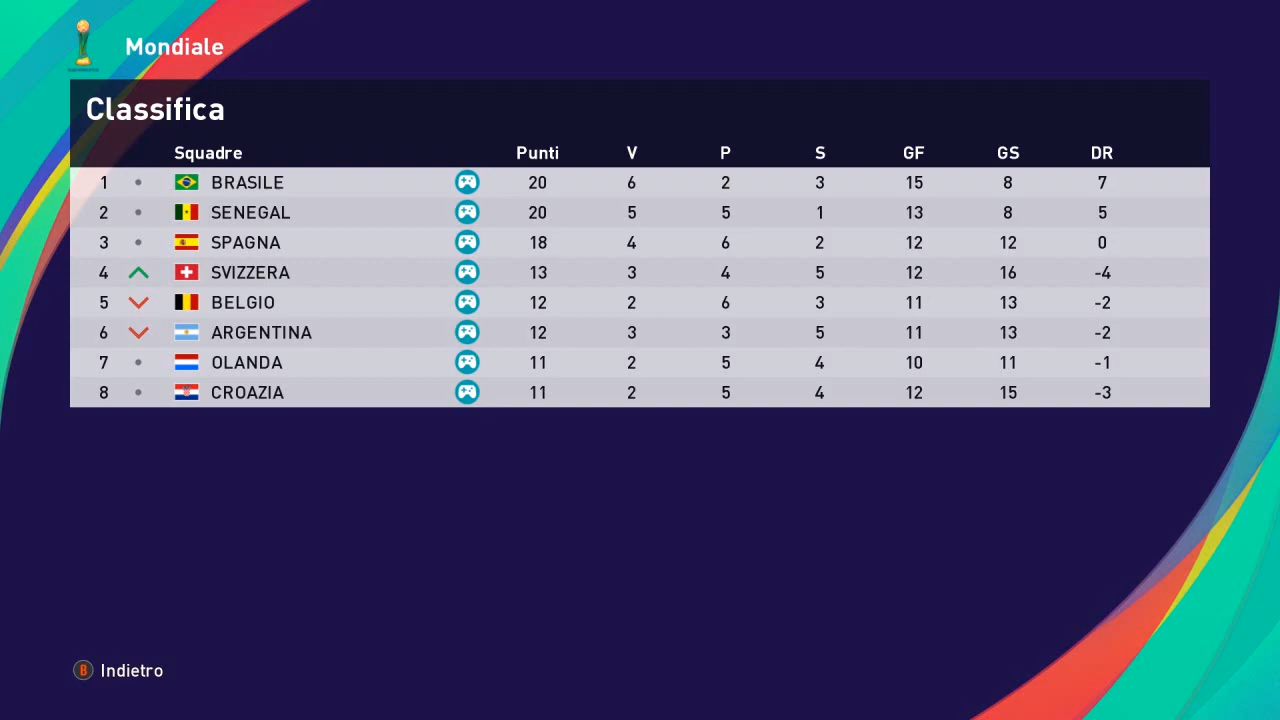 Mondiale
Classifica
Squadre Punti V P S GF GS DR
1 BRASILE 20 6 2 3 15 8 7
2 SENEGAL 20 5 5 1 13 8 5
3 SPAGNA 18 4 6 2 12 12 0
4 SVIZZERA 13 3 4 5 12 16 -4
5 BELGIO 12 2 6 3 11 13 -2
6 ARGENTINA 12 3 3 5 11 13 -2
7 OLANDA 11 2 5 4 10 11 -1
8 CROAZIA 11 2 5 4 12 15 -3
B Indietro